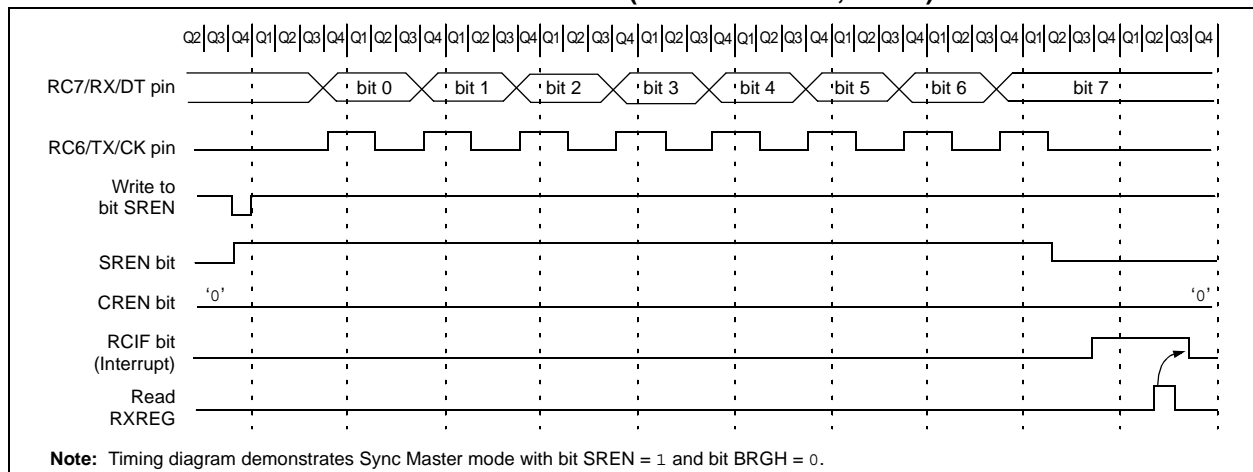 Q2 Q3 Q4 Q1 Q2 Q3 Q4 Q1 Q2 Q3 Q4 Q1 Q2 Q3 Q4 Q1 Q2 Q3 Q4 Q1 Q2 Q3 Q4 Q1 Q2 Q3 Q4 Q1 Q2 Q3 Q4 Q1 Q2 Q3 Q4 Q1 Q2 Q3 Q4 Q1 Q2 Q3 Q4
RC7/RX/DT pin bit 0 bit 1 bit 2 bit 3 bit 4 bit 5 bit 6 bit 7
RC6/TX/CK pin
Write to
bit SREN
SREN bit
CREN bit '0' '0'
RCIF bit
(Interrupt)
Read
RXREG
Note: Timing diagram demonstrates Sync Master mode with bit SREN = 1 and bit BRGH = 0.